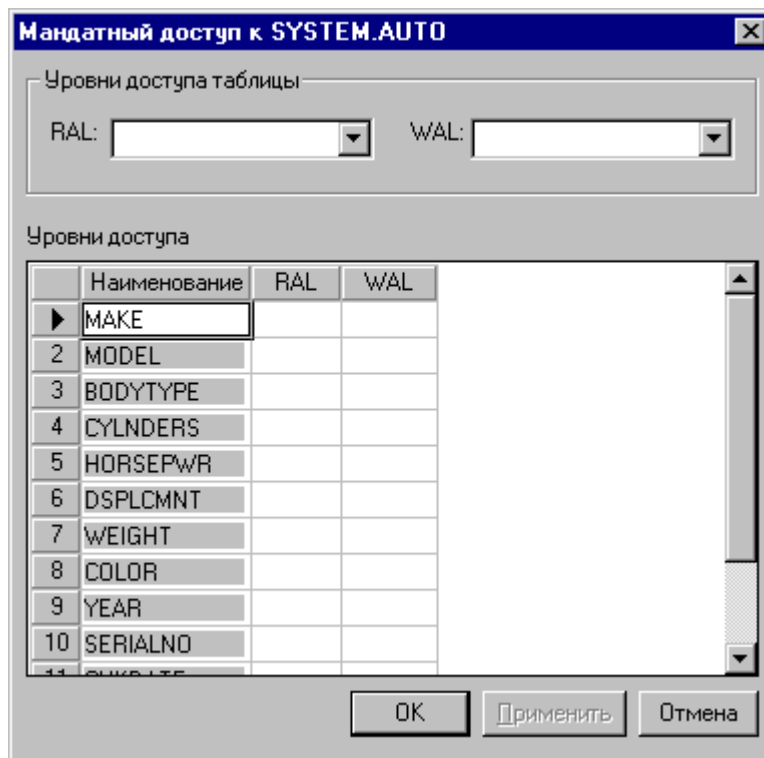 Мандатный доступ к SYSTEM.AUTO
Уровни доступа таблицы
RAL: WAL:
Уровни доступа
Наименование RAL WAL
MAKE
2 MODEL
3 BODYTYPE
4 CYLNDERS
5 HORSEPWR
6 DSPLCMNT
7 WEIGHT
8 COLOR
9 YEAR
10 SERIALNO
11
OK Применить Отмена